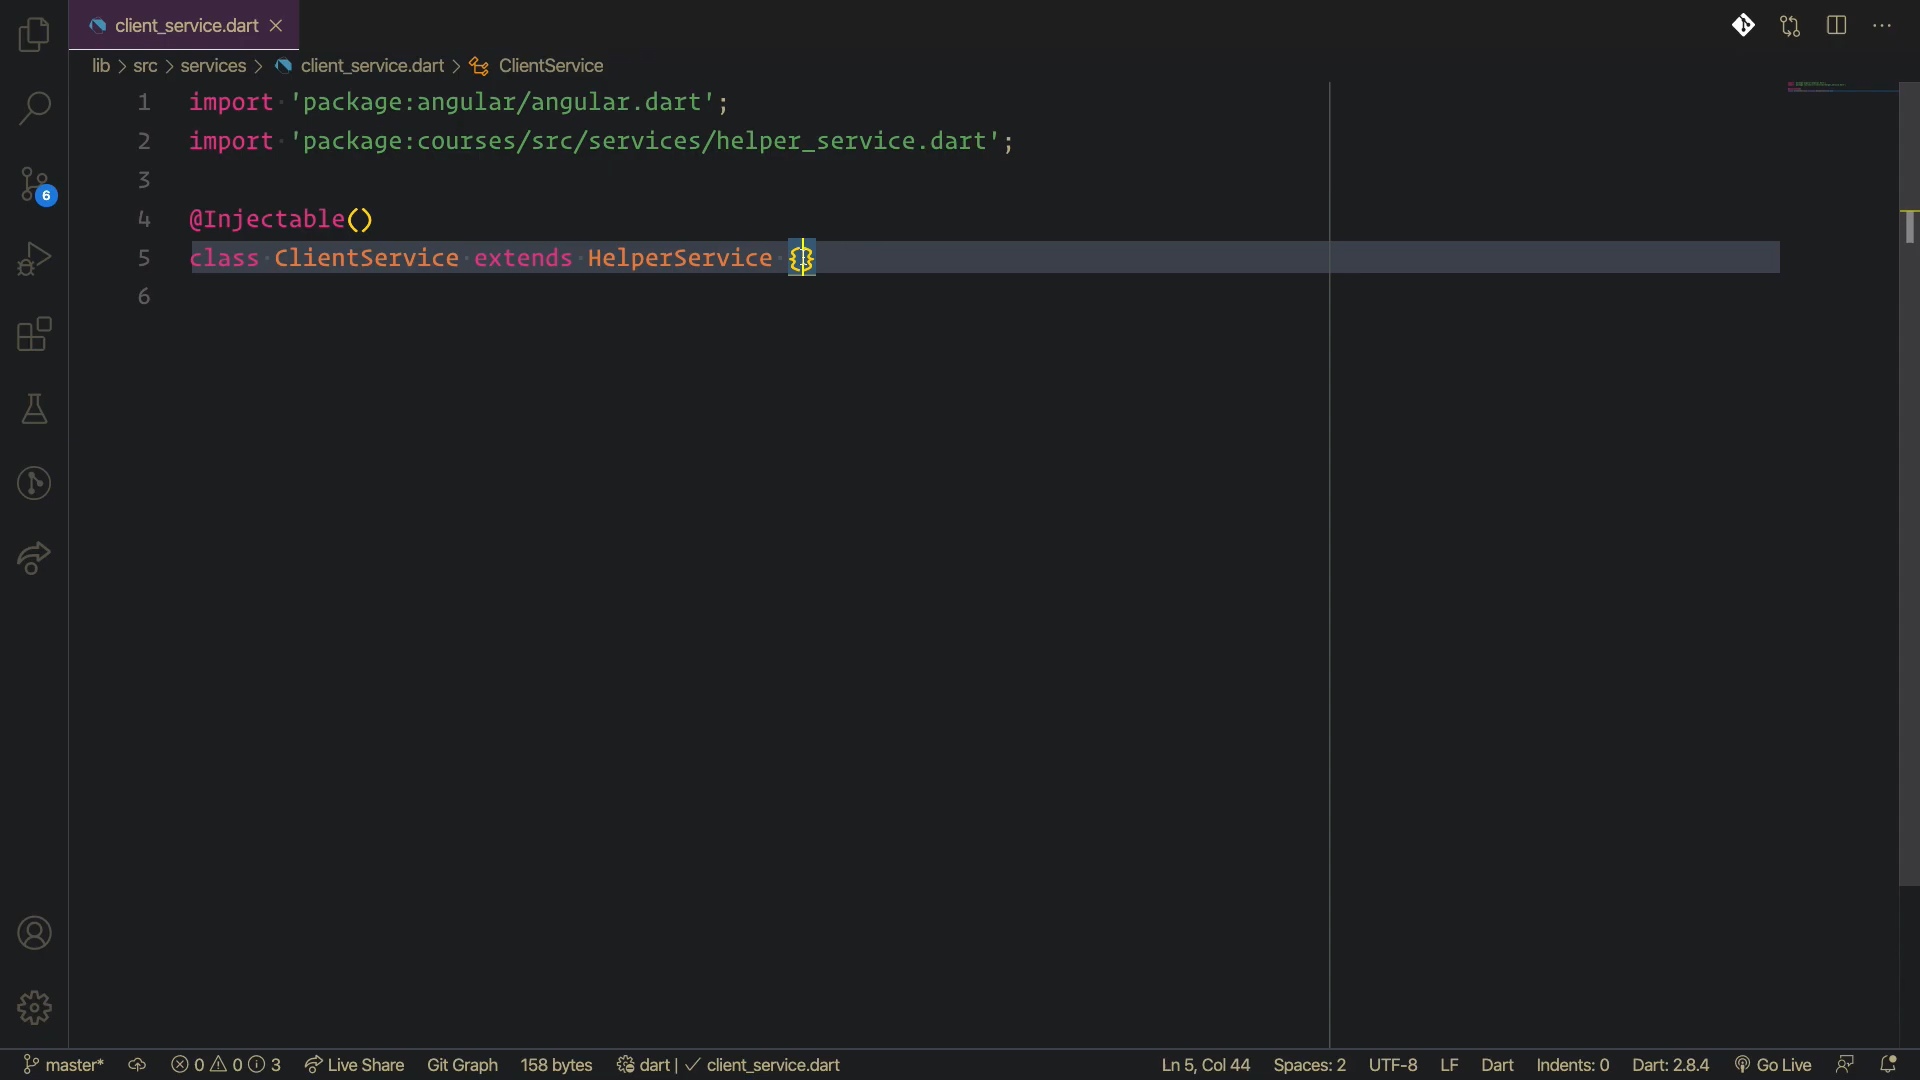 client_service.dart
lib > src > services > client_service.dart > ClientService
1 import 'package:angular/angular.dart';
2 import 'package:courses/src/services/helper_service.dart';
3
4 @Injectable()
5 class ClientService extends HelperService {}
6
6
master* 0 0 3 Live Share Git Graph 158 bytes dart | ✓ client_service.dart Ln 5, Col 44 Spaces: 2 UTF-8 LF Dart Indents: 0 Dart: 2.8.4 Go Live